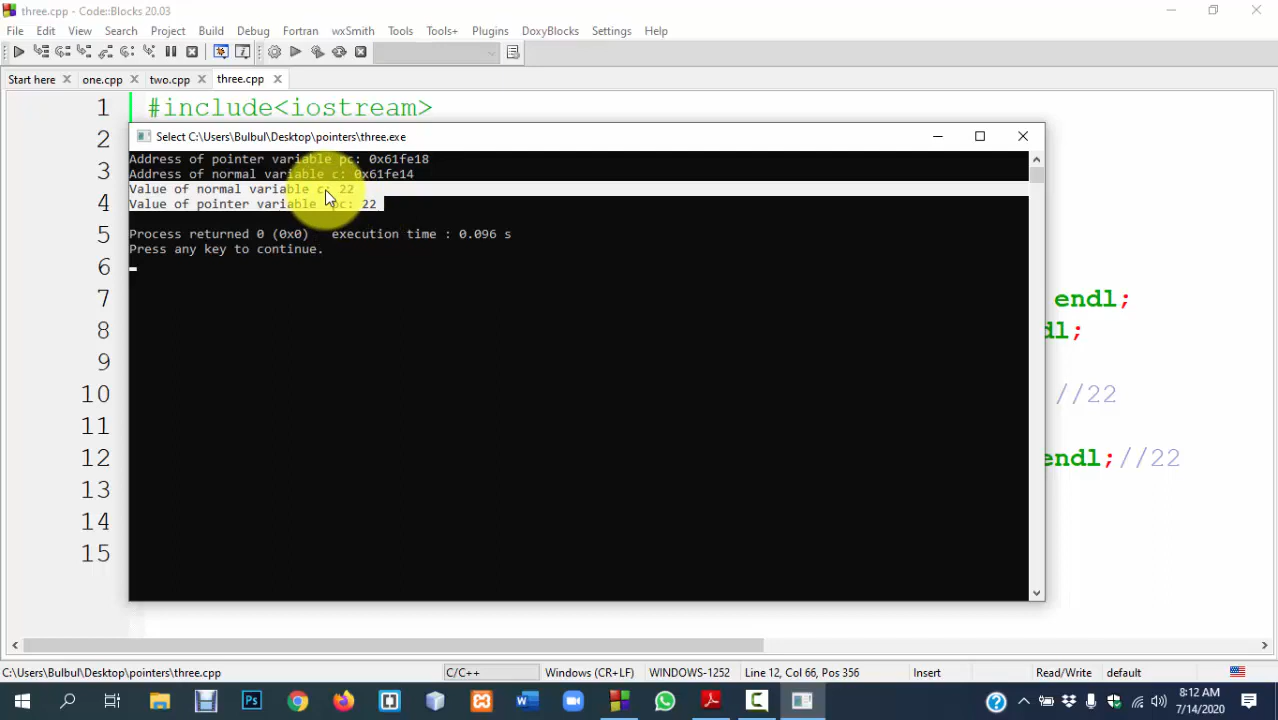 three.cpp - Code::Blocks 17.12
File Edit View Search Project Build Debug Fortran wxSmith Tools Tools+ Plugins DoxyBlocks Settings Help
Start here one.cpp two.cpp three.cpp
1 #include<iostream>
2 Select C:\Users\Bulbul\Desktop\pointers\three.exe
Address of pointer variable pc: 0x61fe18
3 Address of normal variable c: 0x61fe14
Value of normal variable c: 22
4 Value of pointer variable *pc: 22
5 Process returned 0 (0x0) execution time : 0.096 s
Press any key to continue.
6
7 endl;
8 dl;
9
10 //22
11
12 endl;//22
13
14
15
C:\Users\Bulbul\Desktop\pointers\three.cpp C/C++ Windows (CR+LF) WINDOWS-1252 Line 12, Col 66, Pos 356 Insert Read/Write default
8:12 AM
7/14/2020